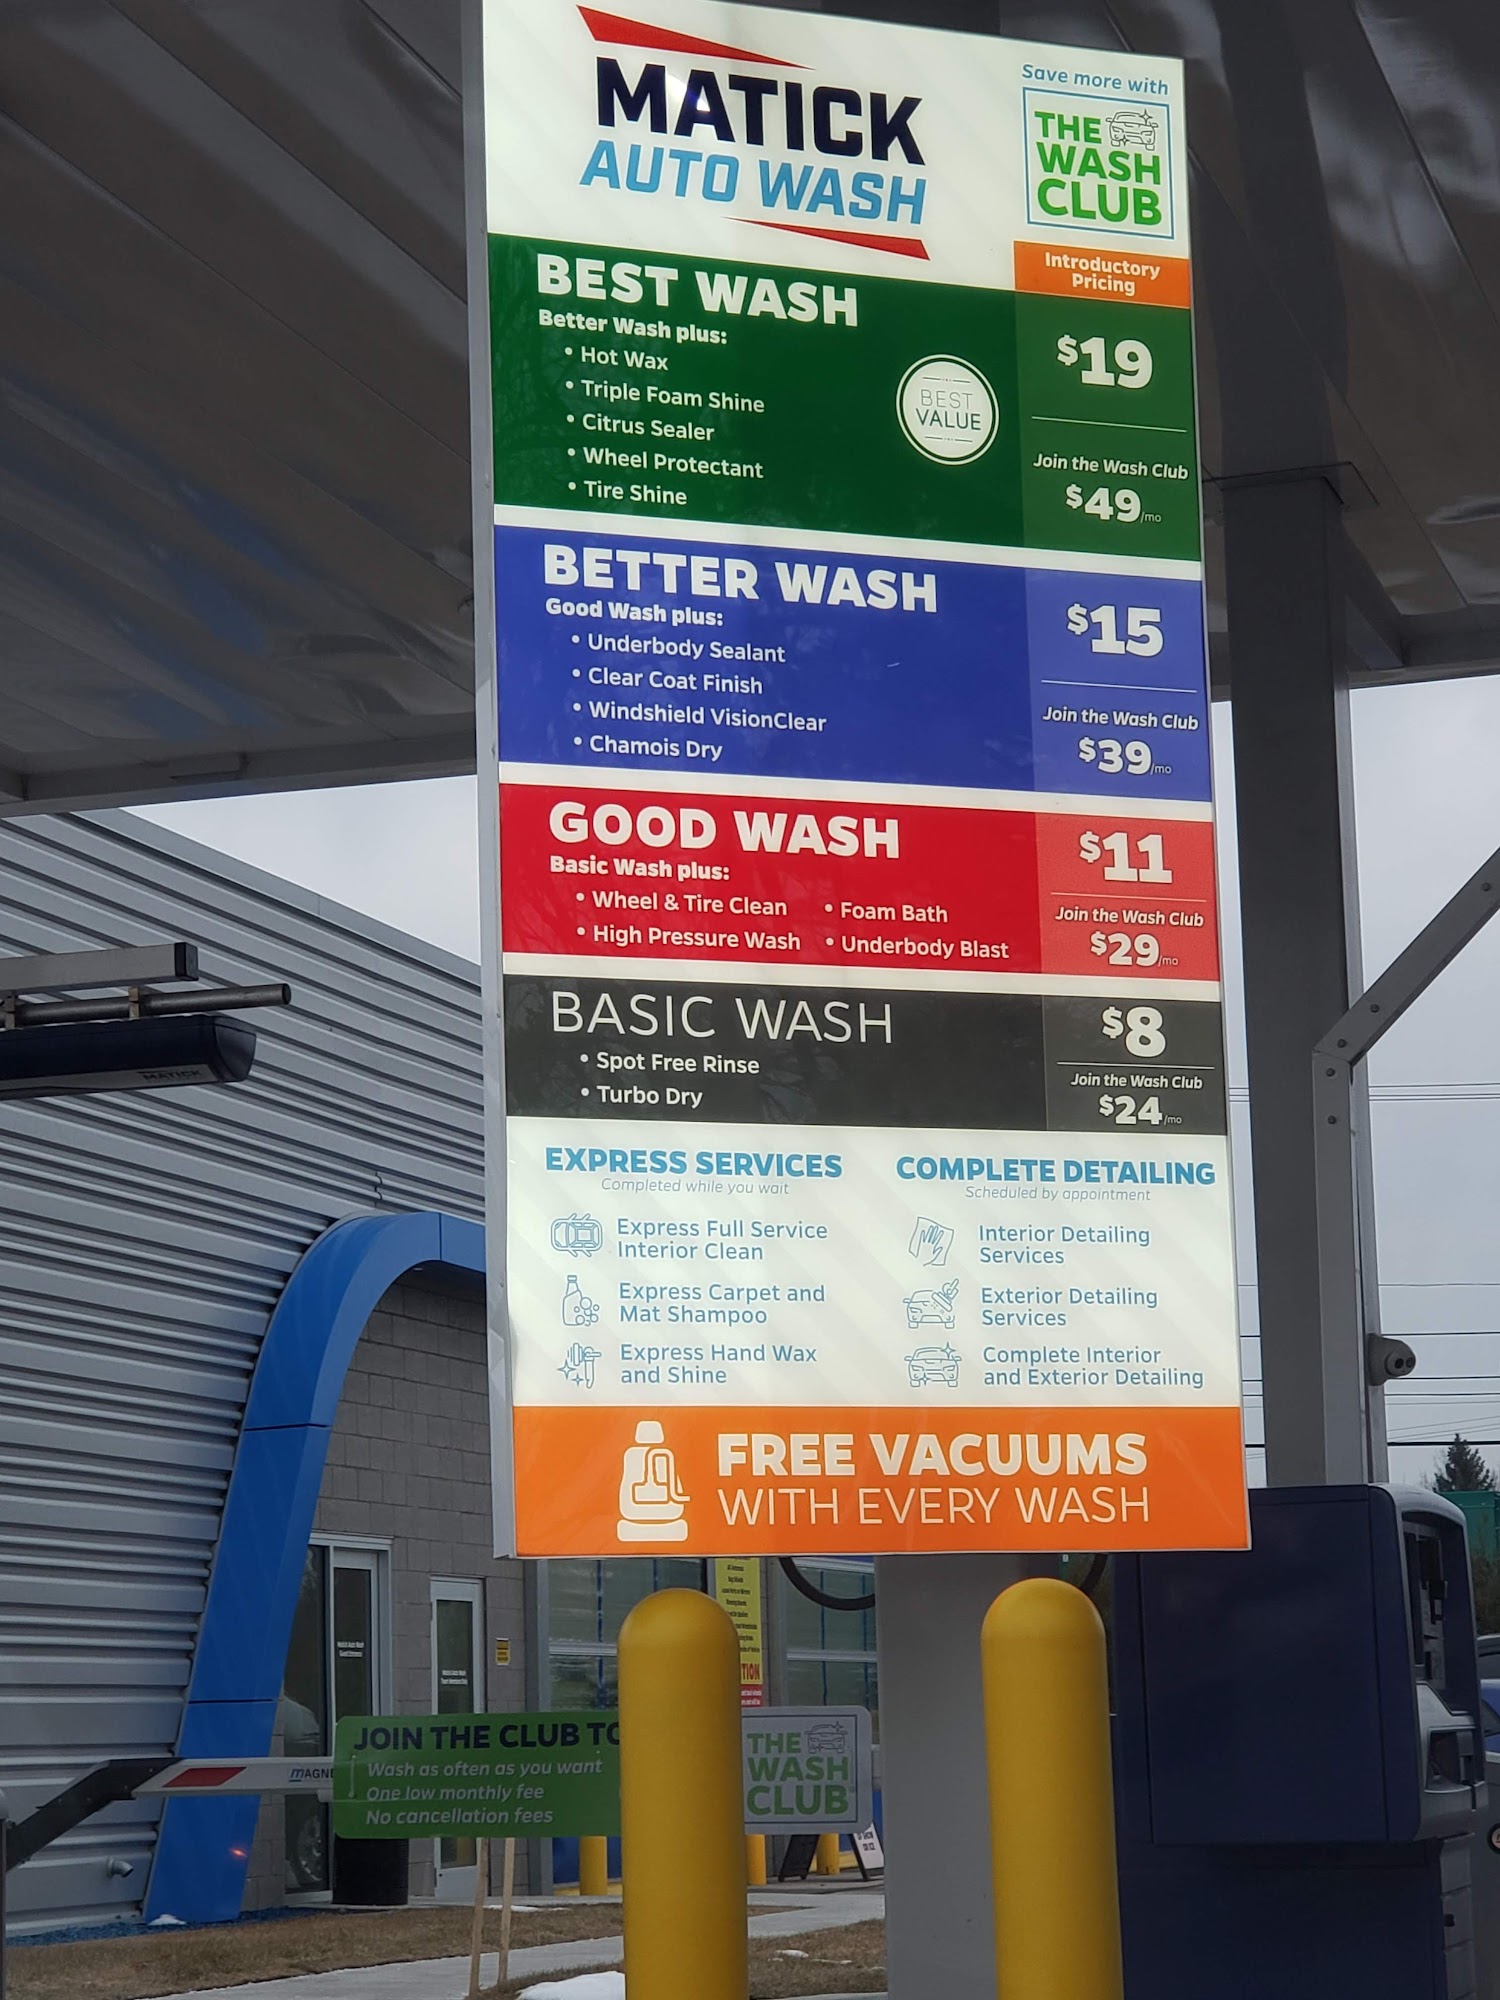 MATICK
AUTO WASH
Save more with
THE
WASH
CLUB
Introductory
Pricing
BEST WASH
Better Wash plus:
• Hot Wax
• Triple Foam Shine
• Citrus Sealer
• Wheel Protectant
• Tire Shine
BEST
VALUE
$19
Join the Wash Club
$49/mo
BETTER WASH
Good Wash plus:
• Underbody Sealant
• Clear Coat Finish
• Windshield VisionClear
• Chamois Dry
$15
Join the Wash Club
$39/mo
GOOD WASH
Basic Wash plus:
• Wheel & Tire Clean
• High Pressure Wash
• Foam Bath
• Underbody Blast
$11
Join the Wash Club
$29/mo
BASIC WASH
• Spot Free Rinse
• Turbo Dry
$8
Join the Wash Club
$24/mo
EXPRESS SERVICES
Completed while you wait
Express Full Service
Interior Clean
Express Carpet and
Mat Shampoo
Express Hand Wax
and Shine
COMPLETE DETAILING
Scheduled by appointment
Interior Detailing
Services
Exterior Detailing
Services
Complete Interior
and Exterior Detailing
FREE VACUUMS
WITH EVERY WASH
MATICK
JOIN THE CLUB TO
Wash as often as you want
One low monthly fee
No cancellation fees
THE
WASH
CLUB
MAGNE
TION